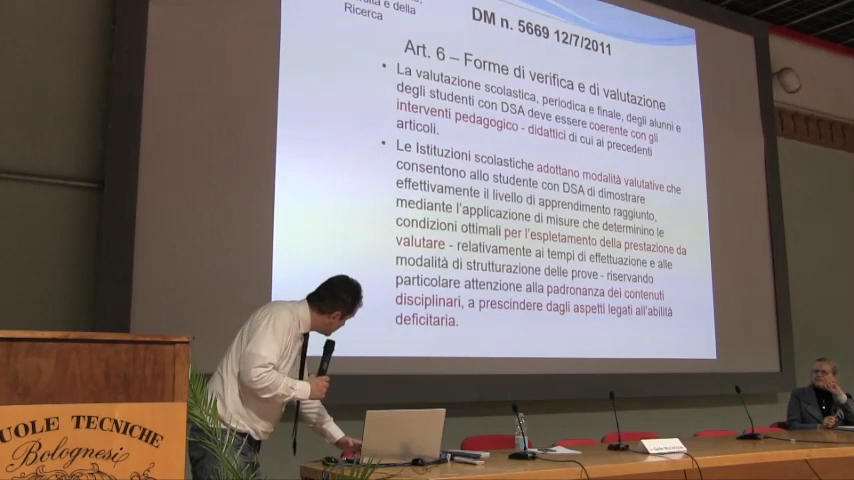 della
Ricerca
DM n. 5669 12/7/2011
Art. 6 – Forme di verifica e di valutazione
• La valutazione scolastica, periodica e finale, degli alunni e
degli studenti con DSA deve essere coerente con gli
interventi pedagogico - didattici di cui ai precedenti
articoli.
• Le Istituzioni scolastiche adottano modalità valutative che
consentono allo studente con DSA di dimostrare
effettivamente il livello di apprendimento raggiunto,
mediante l'applicazione di misure che determinino le
condizioni ottimali per l'espletamento della prestazione da
valutare - relativamente ai tempi di effettuazione e alle
modalità di strutturazione delle prove - riservando
particolare attenzione alla padronanza dei contenuti
disciplinari, a prescindere dagli aspetti legati all'abilità
deficitaria.
UOLE TECNICHE
Bolognesi